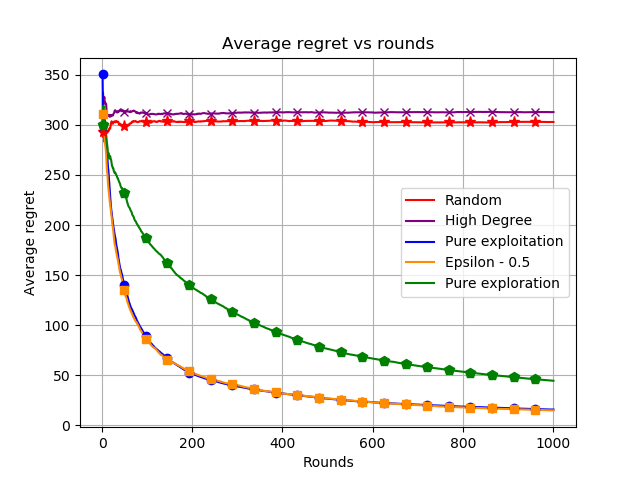 Average regret vs rounds
Average regret
350
300
250
200
150
100
50
0
Random
High Degree
Pure exploitation
Epsilon - 0.5
Pure exploration
0 200 400 600 800 1000
Rounds